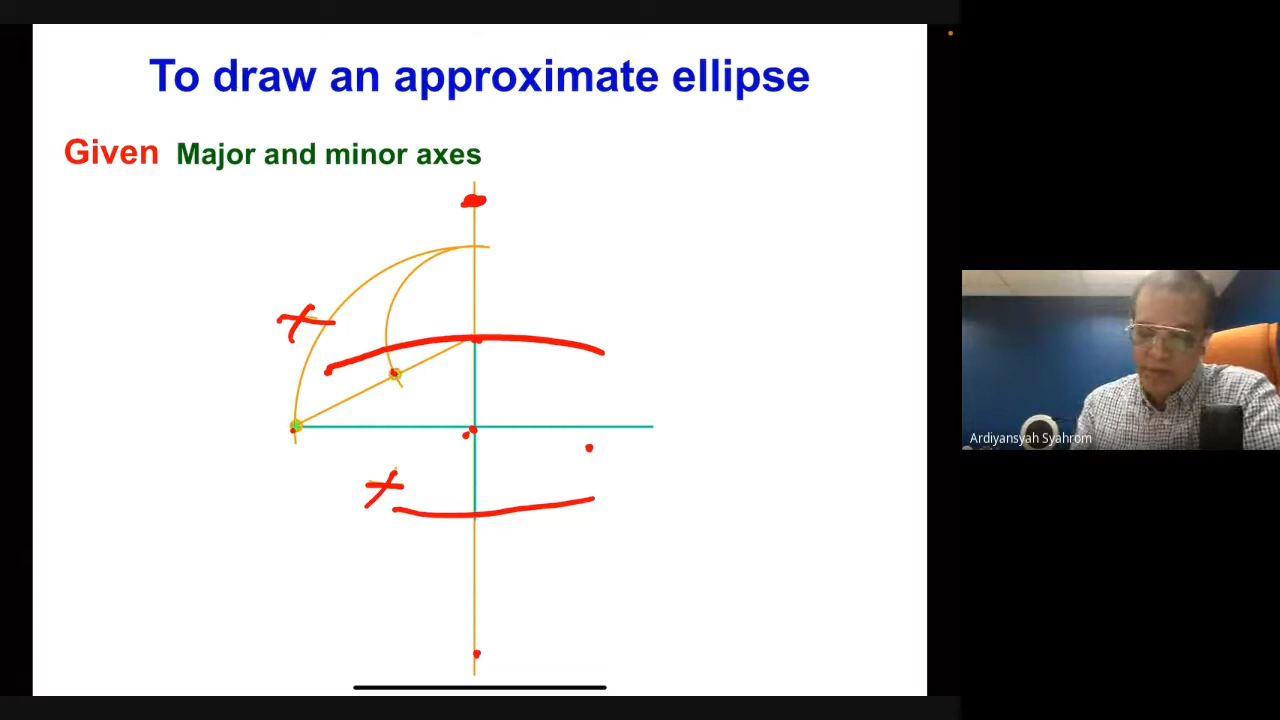 To draw an approximate ellipse
Given Major and minor axes
Ardiyansyah Syahrom